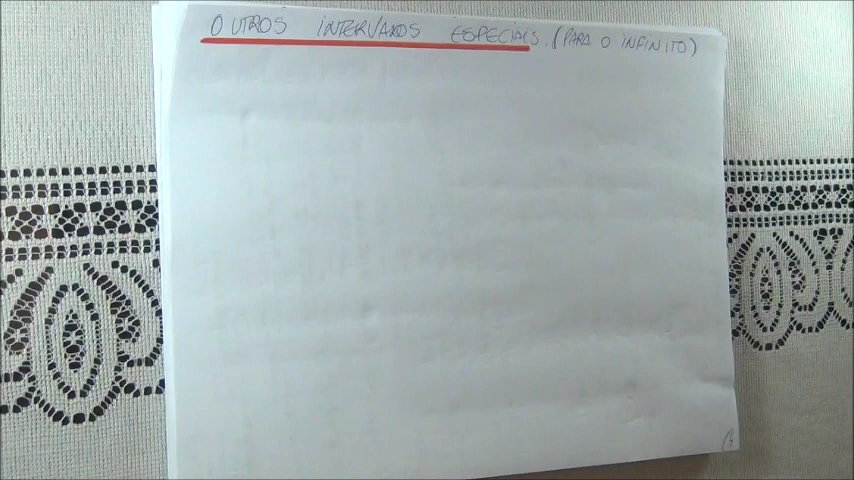 OUTROS INTERVALOS ESPECIAIS. (PARA O INFINITO)